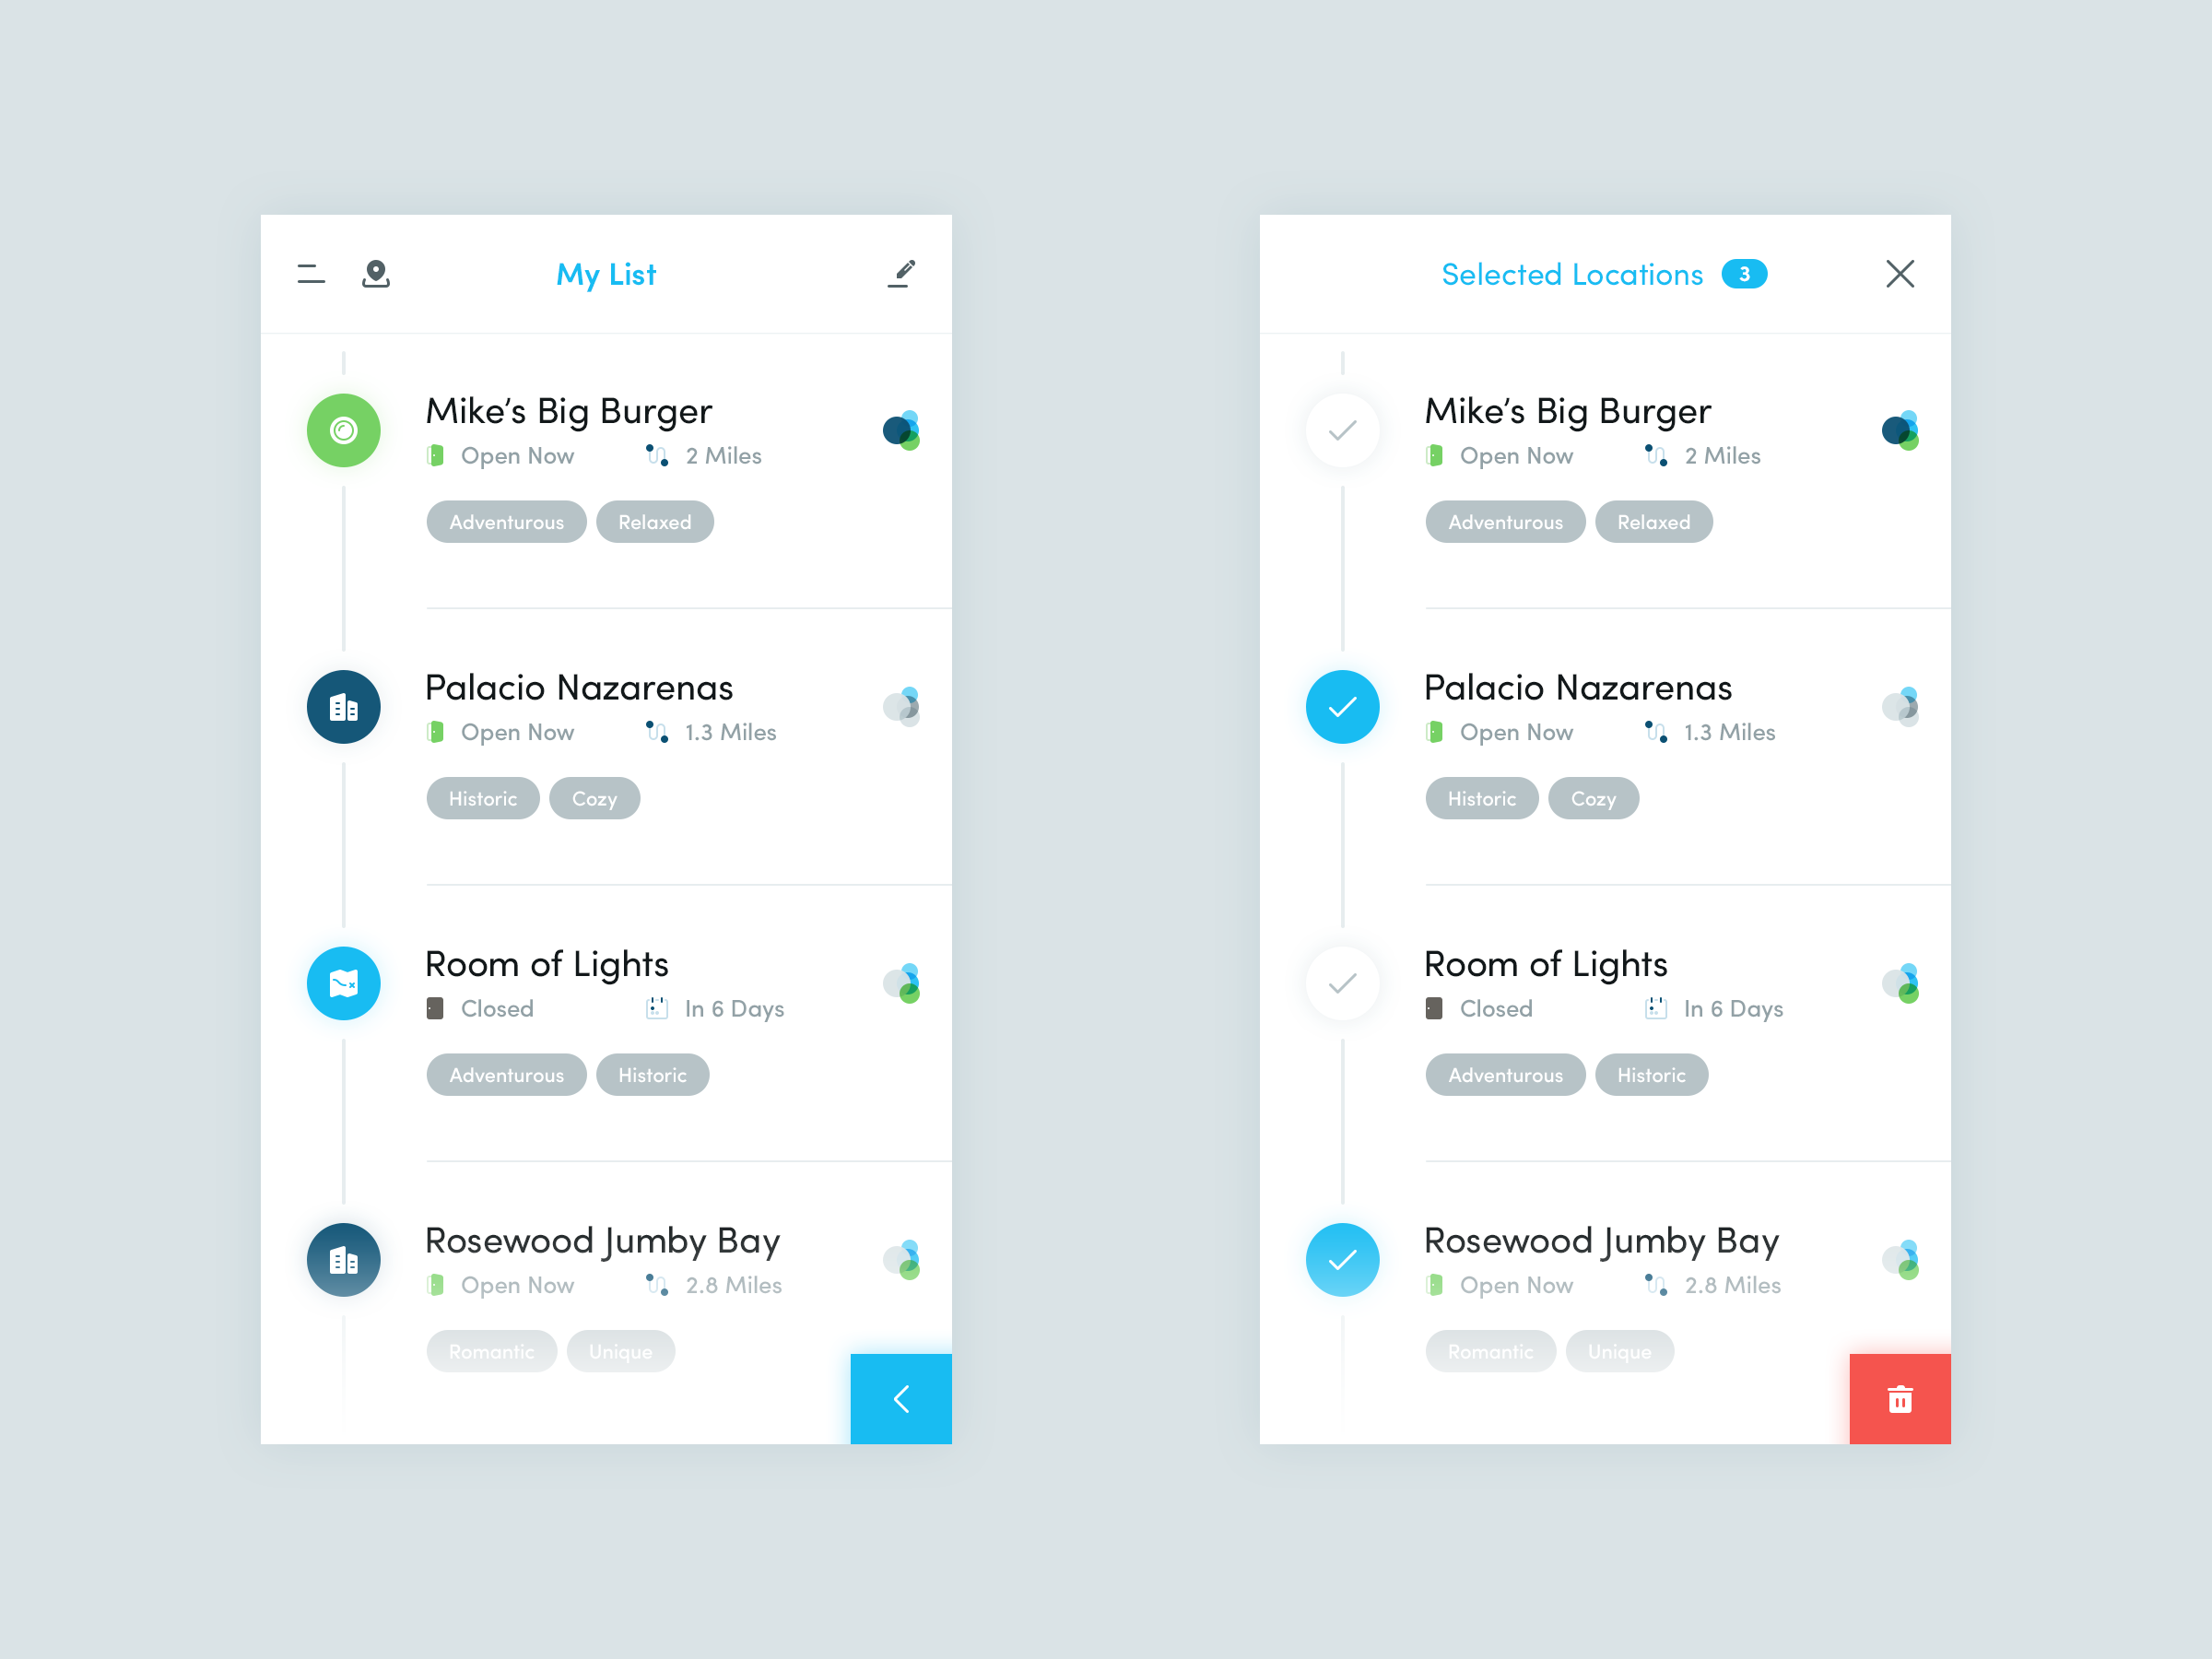 My List
Mike’s Big Burger
Open Now 2 Miles
Adventurous Relaxed
Palacio Nazarenas
Open Now 1.3 Miles
Historic Cozy
Room of Lights
Closed In 6 Days
Adventurous Historic
Rosewood Jumby Bay
Open Now 2.8 Miles
Romantic Unique
Selected Locations 3
Mike’s Big Burger
Open Now 2 Miles
Adventurous Relaxed
Palacio Nazarenas
Open Now 1.3 Miles
Historic Cozy
Room of Lights
Closed In 6 Days
Adventurous Historic
Rosewood Jumby Bay
Open Now 2.8 Miles
Romantic Unique